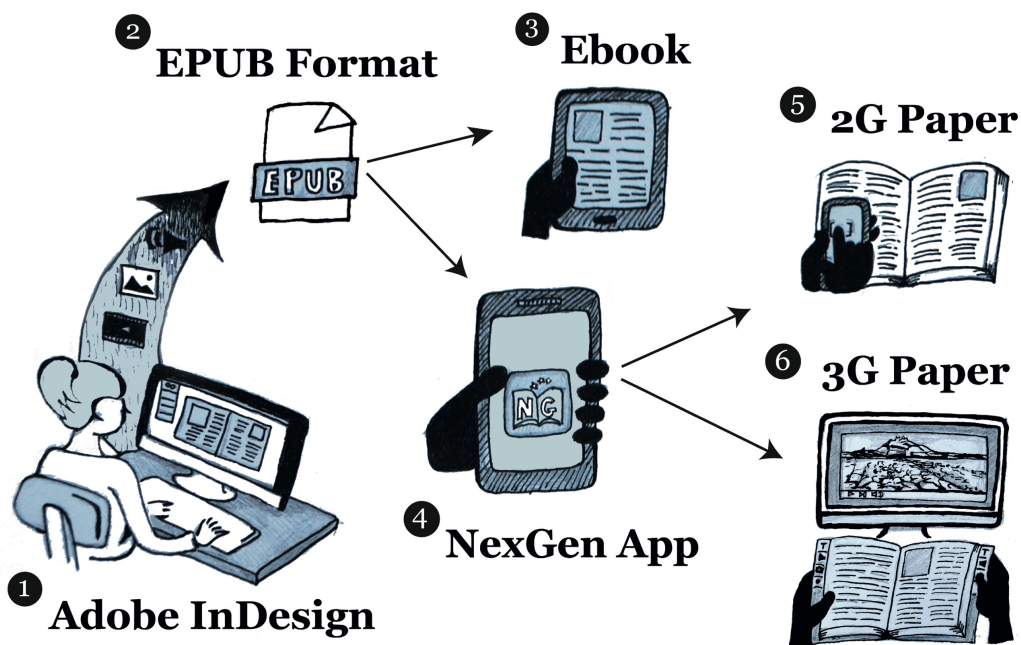 1 Adobe InDesign
2 EPUB Format
EPUB
3 Ebook
4 NexGen App
NG
5 2G Paper
6 3G Paper
T
T